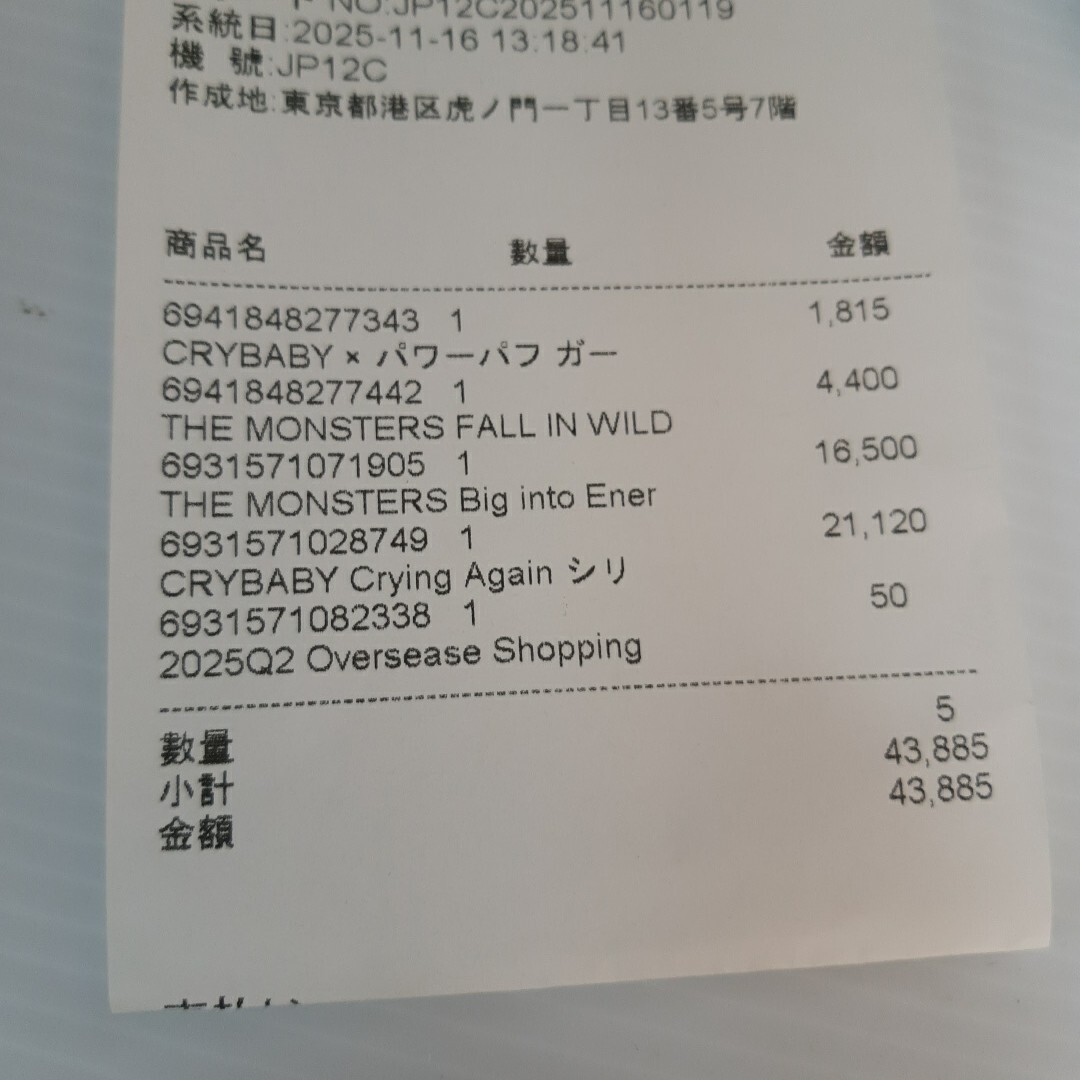 NO:JP12C202511160119
系統日:2025-11-16 13:18:41
機 號:JP12C
作成地:東京都港区虎ノ門一丁目13番5号7階
商品名 數量 金額
6941848277343 1 1,815
CRYBABY × パワーパフ ガー
6941848277442 1 4,400
THE MONSTERS FALL IN WILD
6931571071905 1 16,500
THE MONSTERS Big into Ener
6931571028749 1 21,120
CRYBABY Crying Again シリ
6931571082338 1 50
2025Q2 Oversease Shopping
數量 5
小計 43,885
金額 43,885